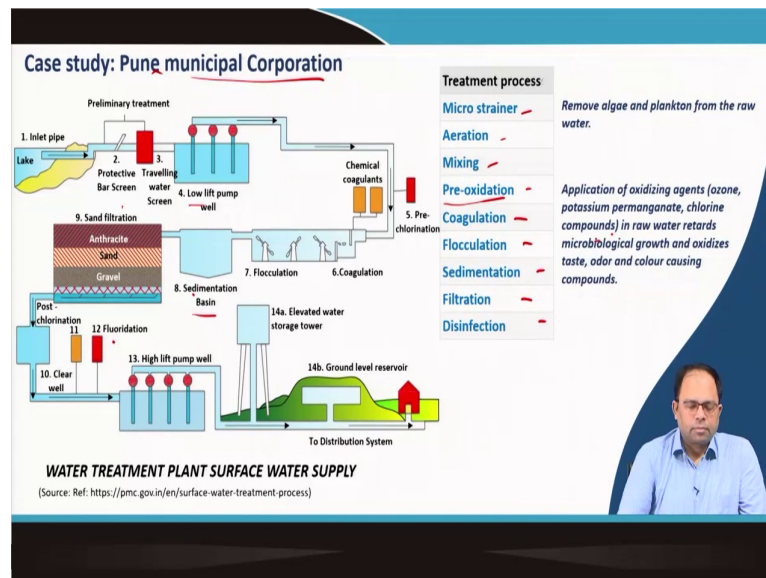 Case study: Pune municipal Corporation
Preliminary treatment
1. Inlet pipe
Lake
2.
Protective
Bar Screen
3.
Travelling
water
Screen
4. Low lift pump
well
Chemical
coagulants
5. Pre-
chlorination
6.Coagulation
7. Flocculation
8. Sedimentation
Basin
9. Sand filtration
Anthracite
Sand
Gravel
Post -
chlorination
10. Clear
well
11
12 Fluoridation
13. High lift pump well
14a. Elevated water
storage tower
14b. Ground level reservoir
To Distribution System
WATER TREATMENT PLANT SURFACE WATER SUPPLY
(Source: Ref: https://pmc.gov.in/en/surface-water-treatment-process)
Treatment process
Micro strainer
Remove algae and plankton from the raw
water.
Aeration
Mixing
Pre-oxidation
Application of oxidizing agents (ozone,
potassium permanganate, chlorine
compounds) in raw water retards
microbiological growth and oxidizes
taste, odor and colour causing
compounds.
Coagulation
Flocculation
Sedimentation
Filtration
Disinfection